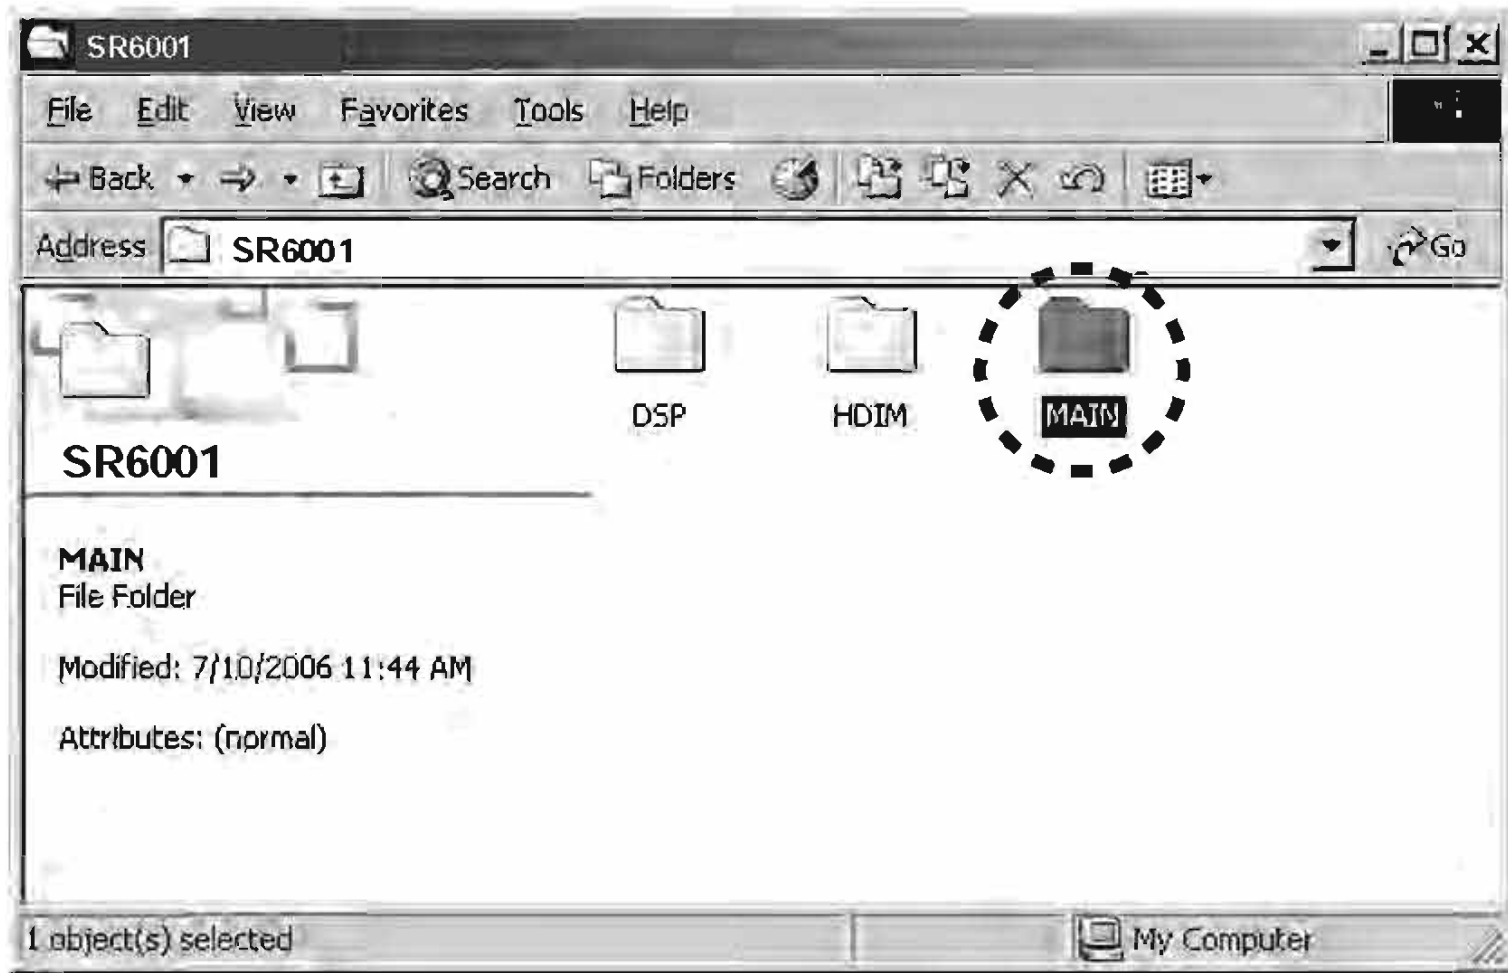 SR6001
File Edit View Favorites Tools Help
Back Search Folders
Address SR6001 Go
DSP HDIM MAIN
SR6001
MAIN
File Folder
Modified: 7/10/2006 11:44 AM
Attributes: (normal)
1 object(s) selected My Computer